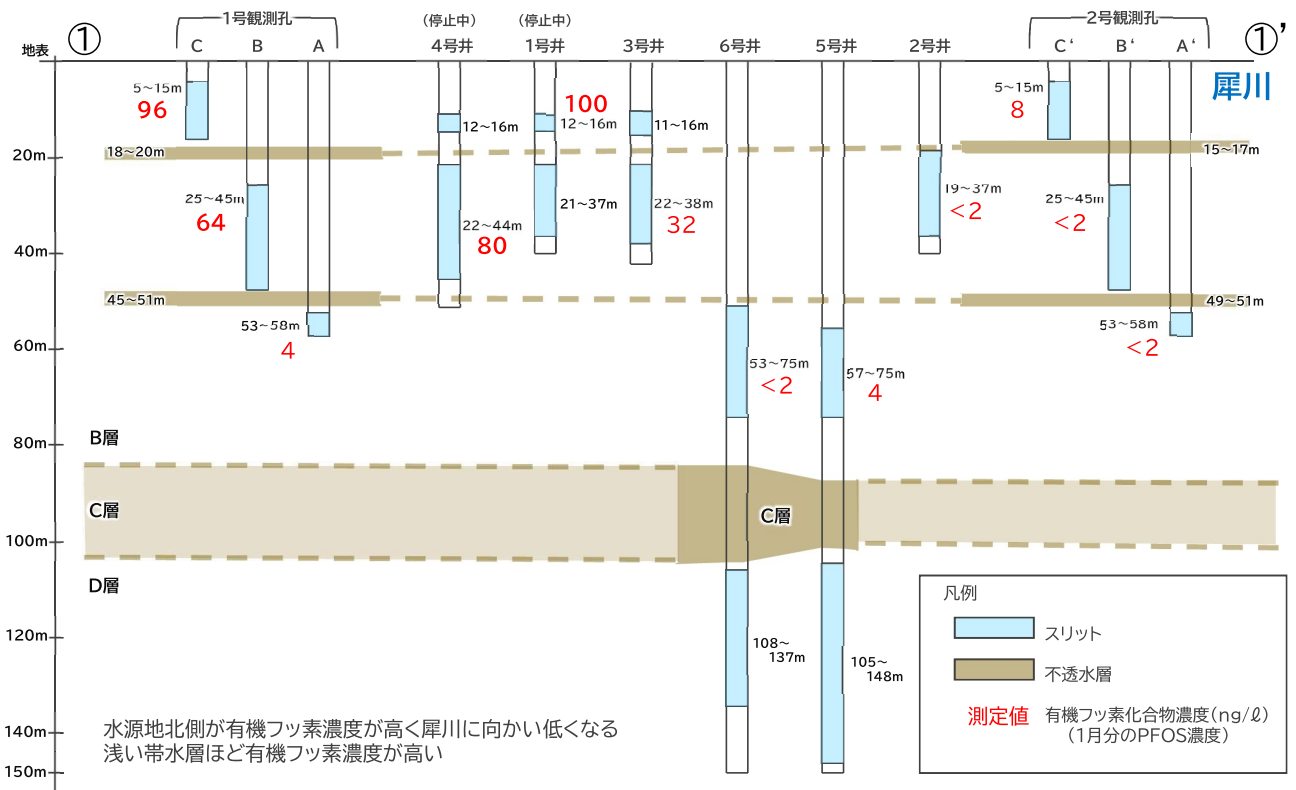 ①
1号観測孔
C
B
A
(停止中)
4号井
(停止中)
1号井
3号井
6号井
5号井
2号井
2号観測孔
C'
B'
A'
①'
犀川
地表
20m
40m
60m
80m
100m
120m
140m
150m
5~15m
96
18~20m
25~45m
64
45~51m
53~58m
4
12~16m
22~44m
80
100
12~16m
21~37m
11~16m
22~38m
32
53~75m
<2
57~75m
4
19~37m
<2
5~15m
8
15~17m
25~45m
<2
49~51m
53~58m
<2
B層
C層
C層
D層
108~
137m
105~
148m
凡例
スリット
不透水層
測定値 有機フッ素化合物濃度(ng/ℓ)
(1月分のPFOS濃度)
水源地北側が有機フッ素濃度が高く犀川に向かい低くなる
浅い帯水層ほど有機フッ素濃度が高い